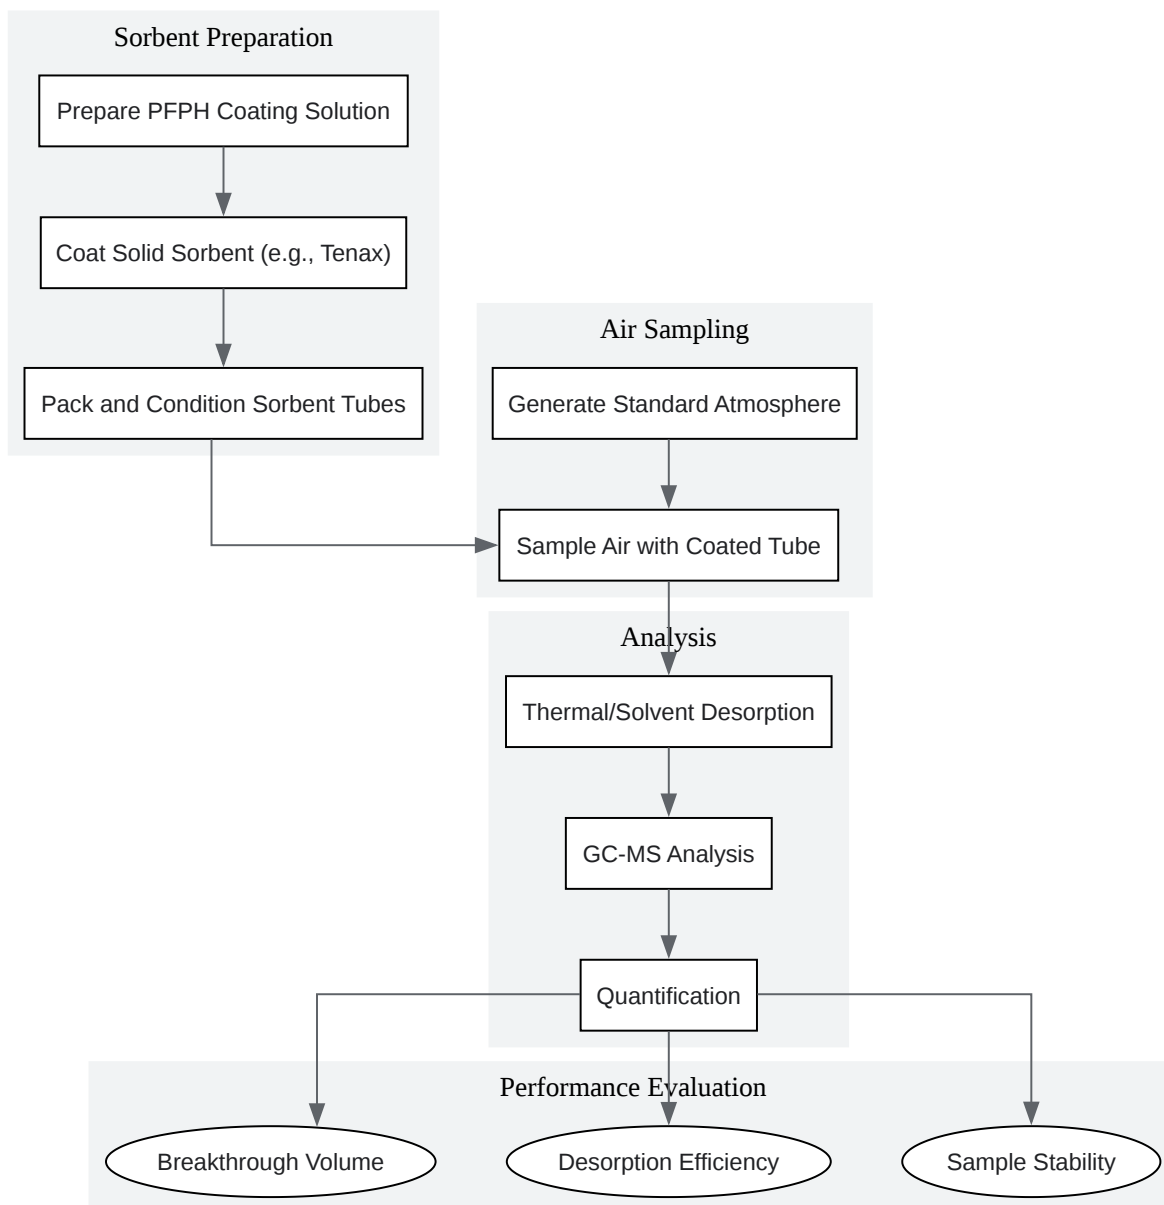 Sorbent Preparation
Prepare PFPH Coating Solution
Coat Solid Sorbent (e.g., Tenax)
Pack and Condition Sorbent Tubes
Air Sampling
Generate Standard Atmosphere
Sample Air with Coated Tube
Analysis
Thermal/Solvent Desorption
GC-MS Analysis
Quantification
Performance Evaluation
Breakthrough Volume
Desorption Efficiency
Sample Stability